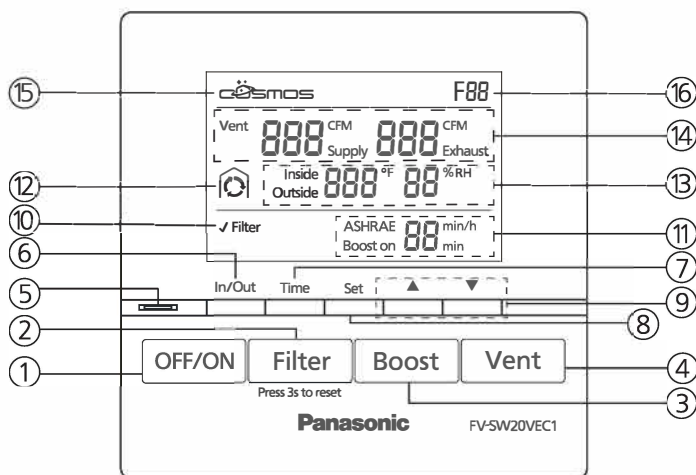 ⑮ cosmos F88 ⑯
Vent 888 CFM Supply 888 CFM Exhaust ⑭
⑫ Inside Outside 888 °F 88 %RH ⑬
⑩ ✓ Filter ASHRAE Boost on 88 min/h min ⑪
⑥ In/Out Time Set ▲ ▼ ⑦
⑤ ⑨
② ⑧
① OFF/ON Filter Boost Vent ④
Press 3s to reset ③
Panasonic FV-SW20VEC1